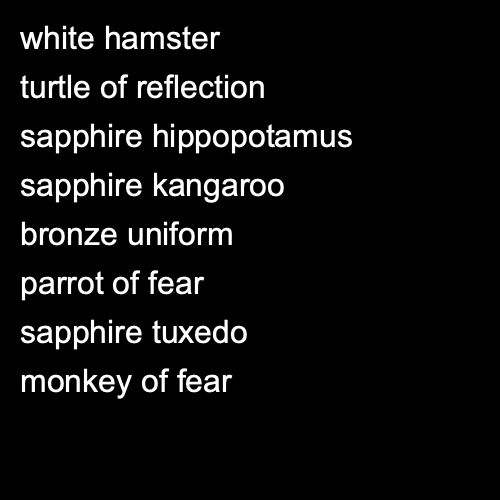 white hamster
turtle of reflection
sapphire hippopotamus
sapphire kangaroo
bronze uniform
parrot of fear
sapphire tuxedo
monkey of fear